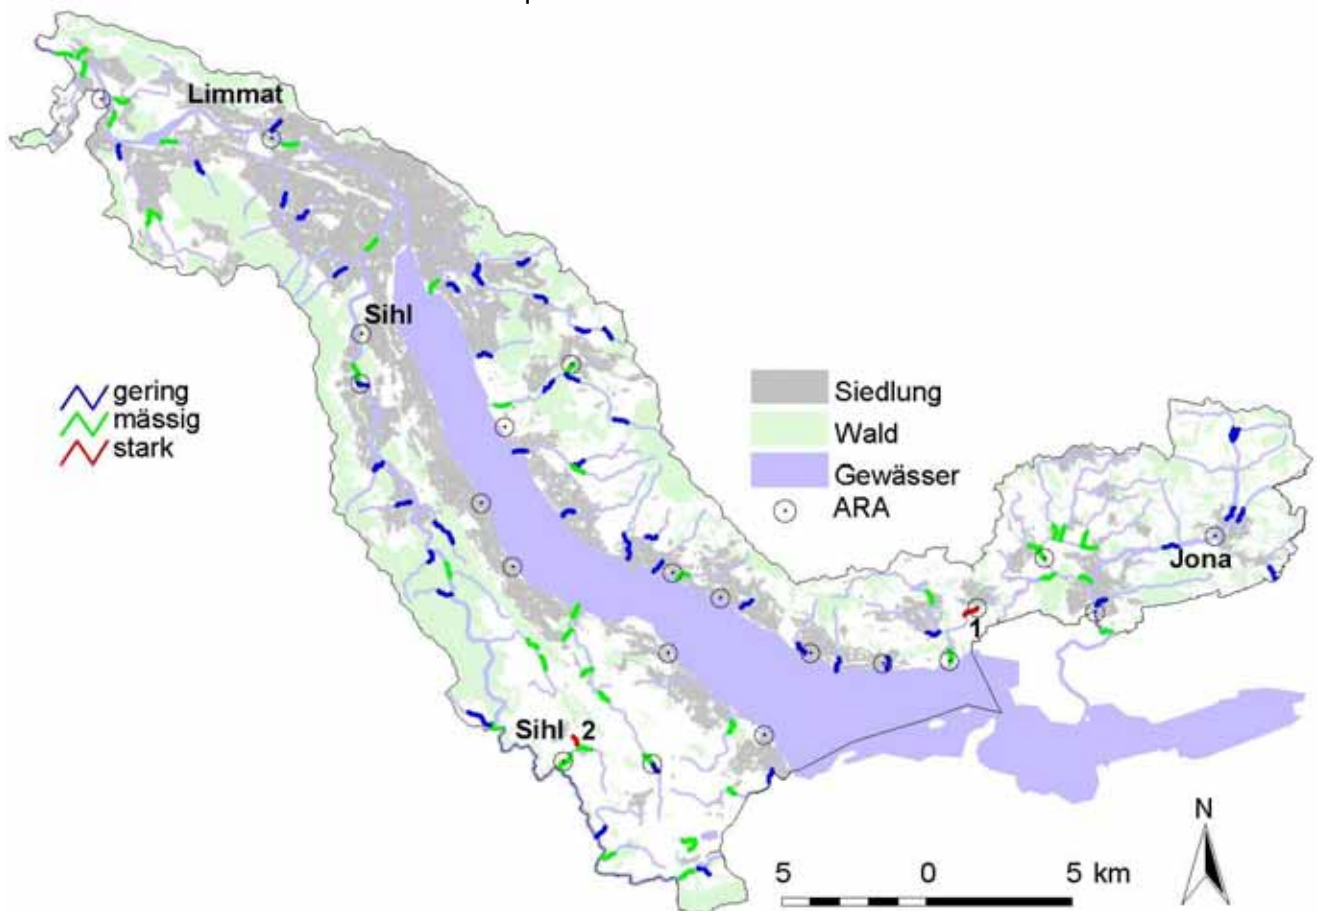 Limmat
Sihl
gering
mässig
stark
Siedlung
Wald
Gewässer
ARA
Jona
1
Sihl 2
N
5 0 5 km